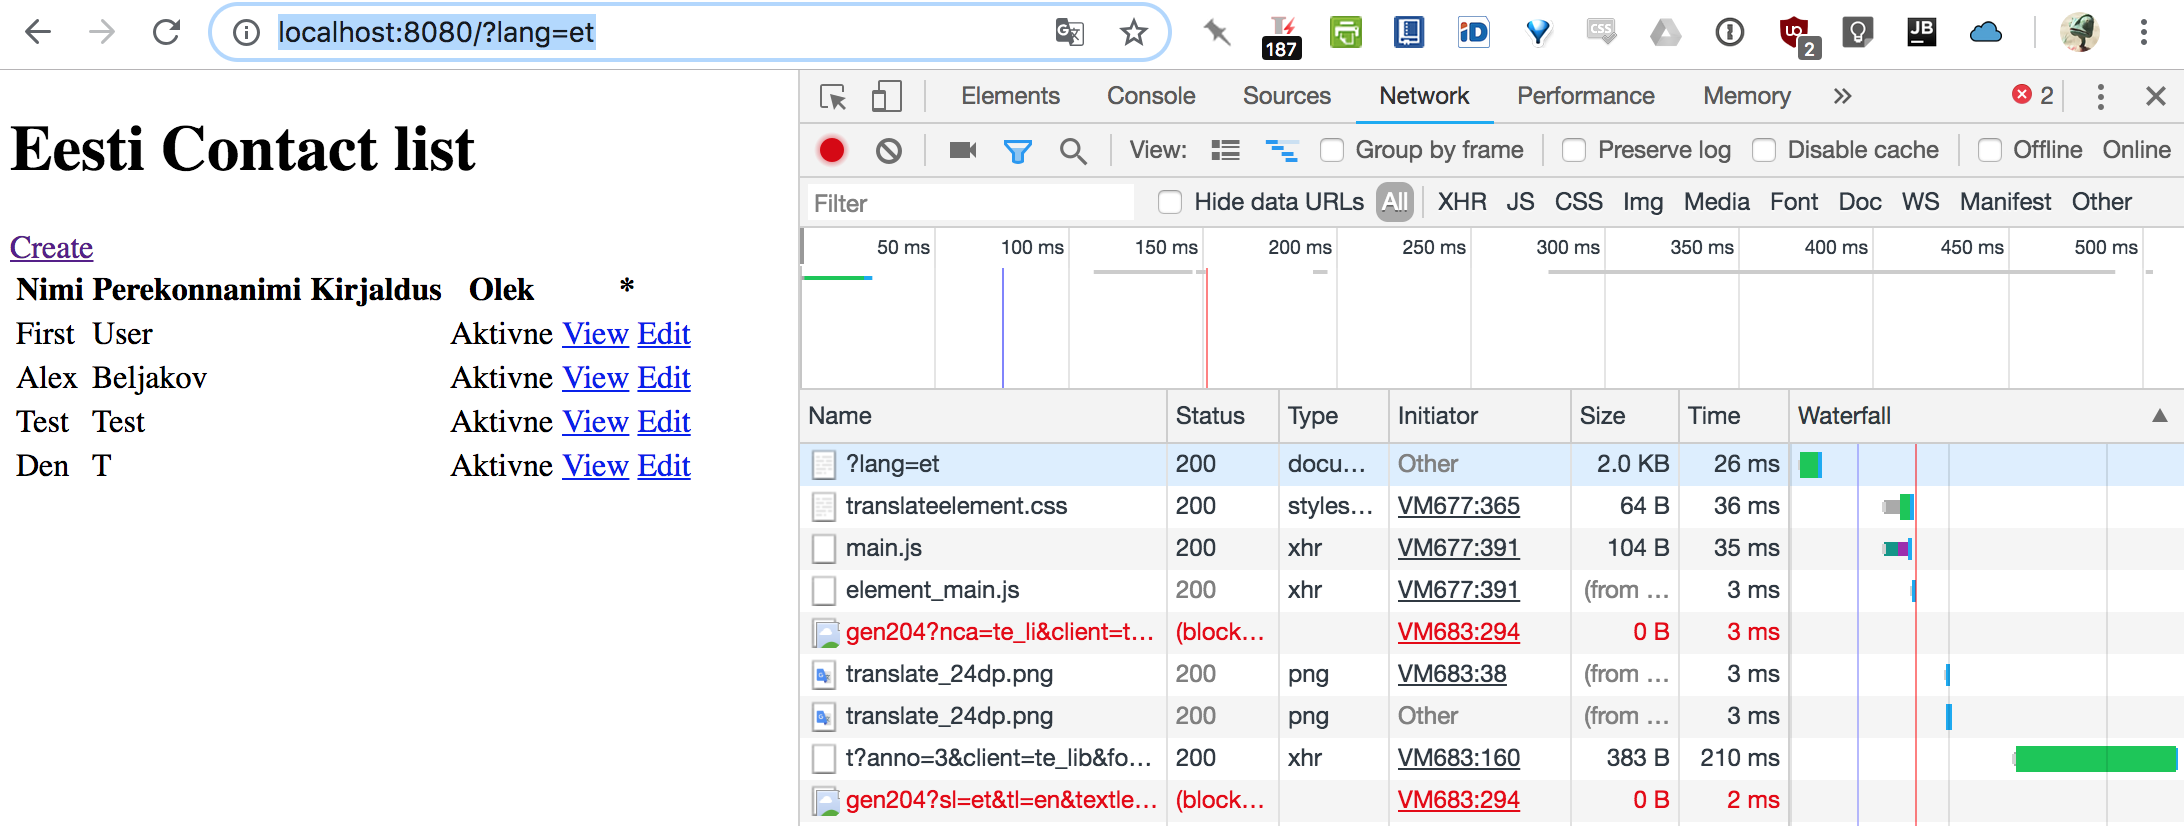 localhost:8080/?lang=et
187
css
iD
UD
2
JB
Eesti Contact list
Create
Nimi Perekonnanimi Kirjaldus Olek *
First User Aktivne View Edit
Alex Beljakov Aktivne View Edit
Test Test Aktivne View Edit
Den T Aktivne View Edit
Elements Console Sources Network Performance Memory » 2
View: Group by frame Preserve log Disable cache Offline Online
Filter Hide data URLs All XHR JS CSS Img Media Font Doc WS Manifest Other
50 ms 100 ms 150 ms 200 ms 250 ms 300 ms 350 ms 400 ms 450 ms 500 ms
Name Status Type Initiator Size Time Waterfall
?lang=et 200 docu... Other 2.0 KB 26 ms
translateelement.css 200 styles... VM677:365 64 B 36 ms
main.js 200 xhr VM677:391 104 B 35 ms
element_main.js 200 xhr VM677:391 (from ... 3 ms
gen204?nca=te_li&client=t... (block... VM683:294 0 B 3 ms
translate_24dp.png 200 png VM683:38 (from ... 3 ms
translate_24dp.png 200 png Other (from ... 3 ms
t?anno=3&client=te_lib&fo... 200 xhr VM683:160 383 B 210 ms
gen204?sl=et&tl=en&textle... (block... VM683:294 0 B 2 ms